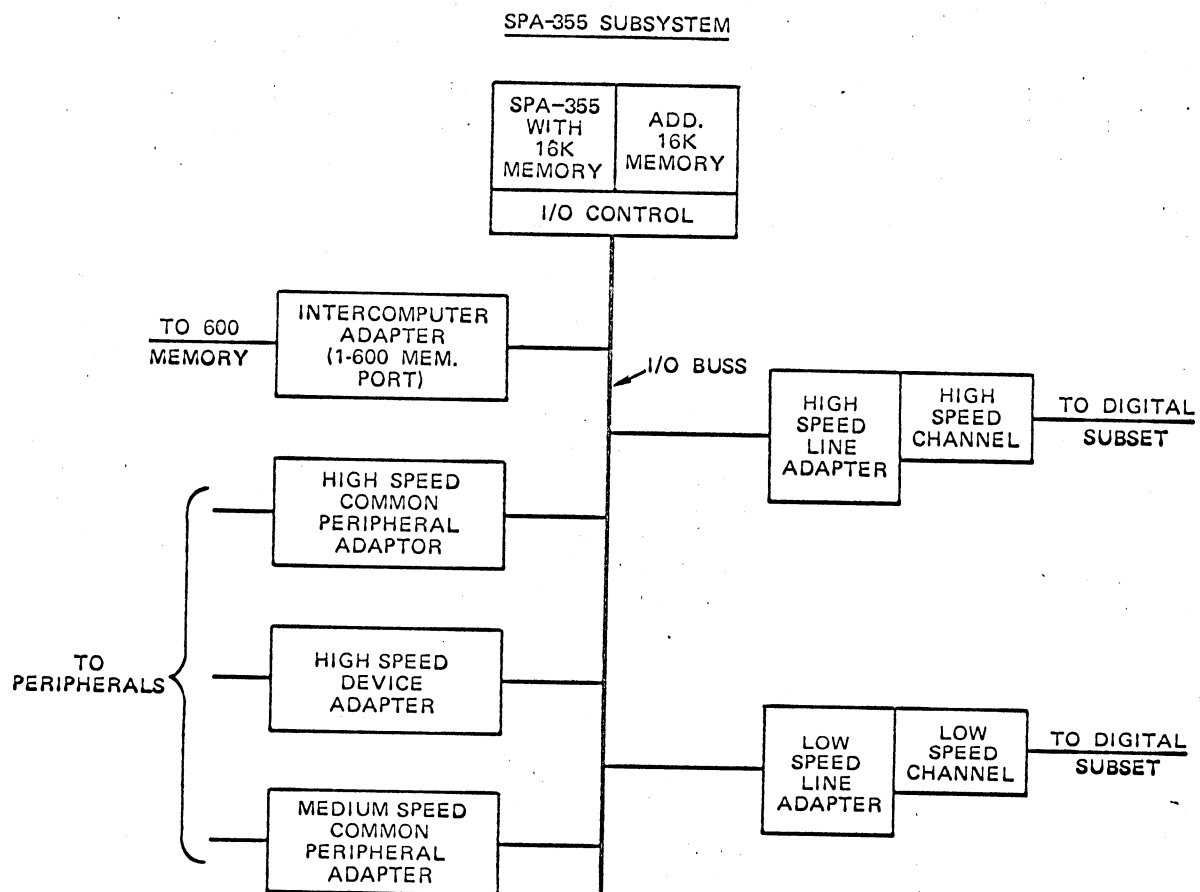 SPA-355 SUBSYSTEM
SPA-355
WITH
16K
MEMORY
ADD.
16K
MEMORY
I/O CONTROL
TO 600
MEMORY
INTERCOMPUTER
ADAPTER
(1-600 MEM.
PORT)
I/O BUSS
HIGH
SPEED
LINE
ADAPTER
HIGH
SPEED
CHANNEL
TO DIGITAL
SUBSET
HIGH SPEED
COMMON
PERIPHERAL
ADAPTOR
TO
PERIPHERALS
HIGH SPEED
DEVICE
ADAPTER
LOW
SPEED
LINE
ADAPTER
LOW
SPEED
CHANNEL
TO DIGITAL
SUBSET
MEDIUM SPEED
COMMON
PERIPHERAL
ADAPTER